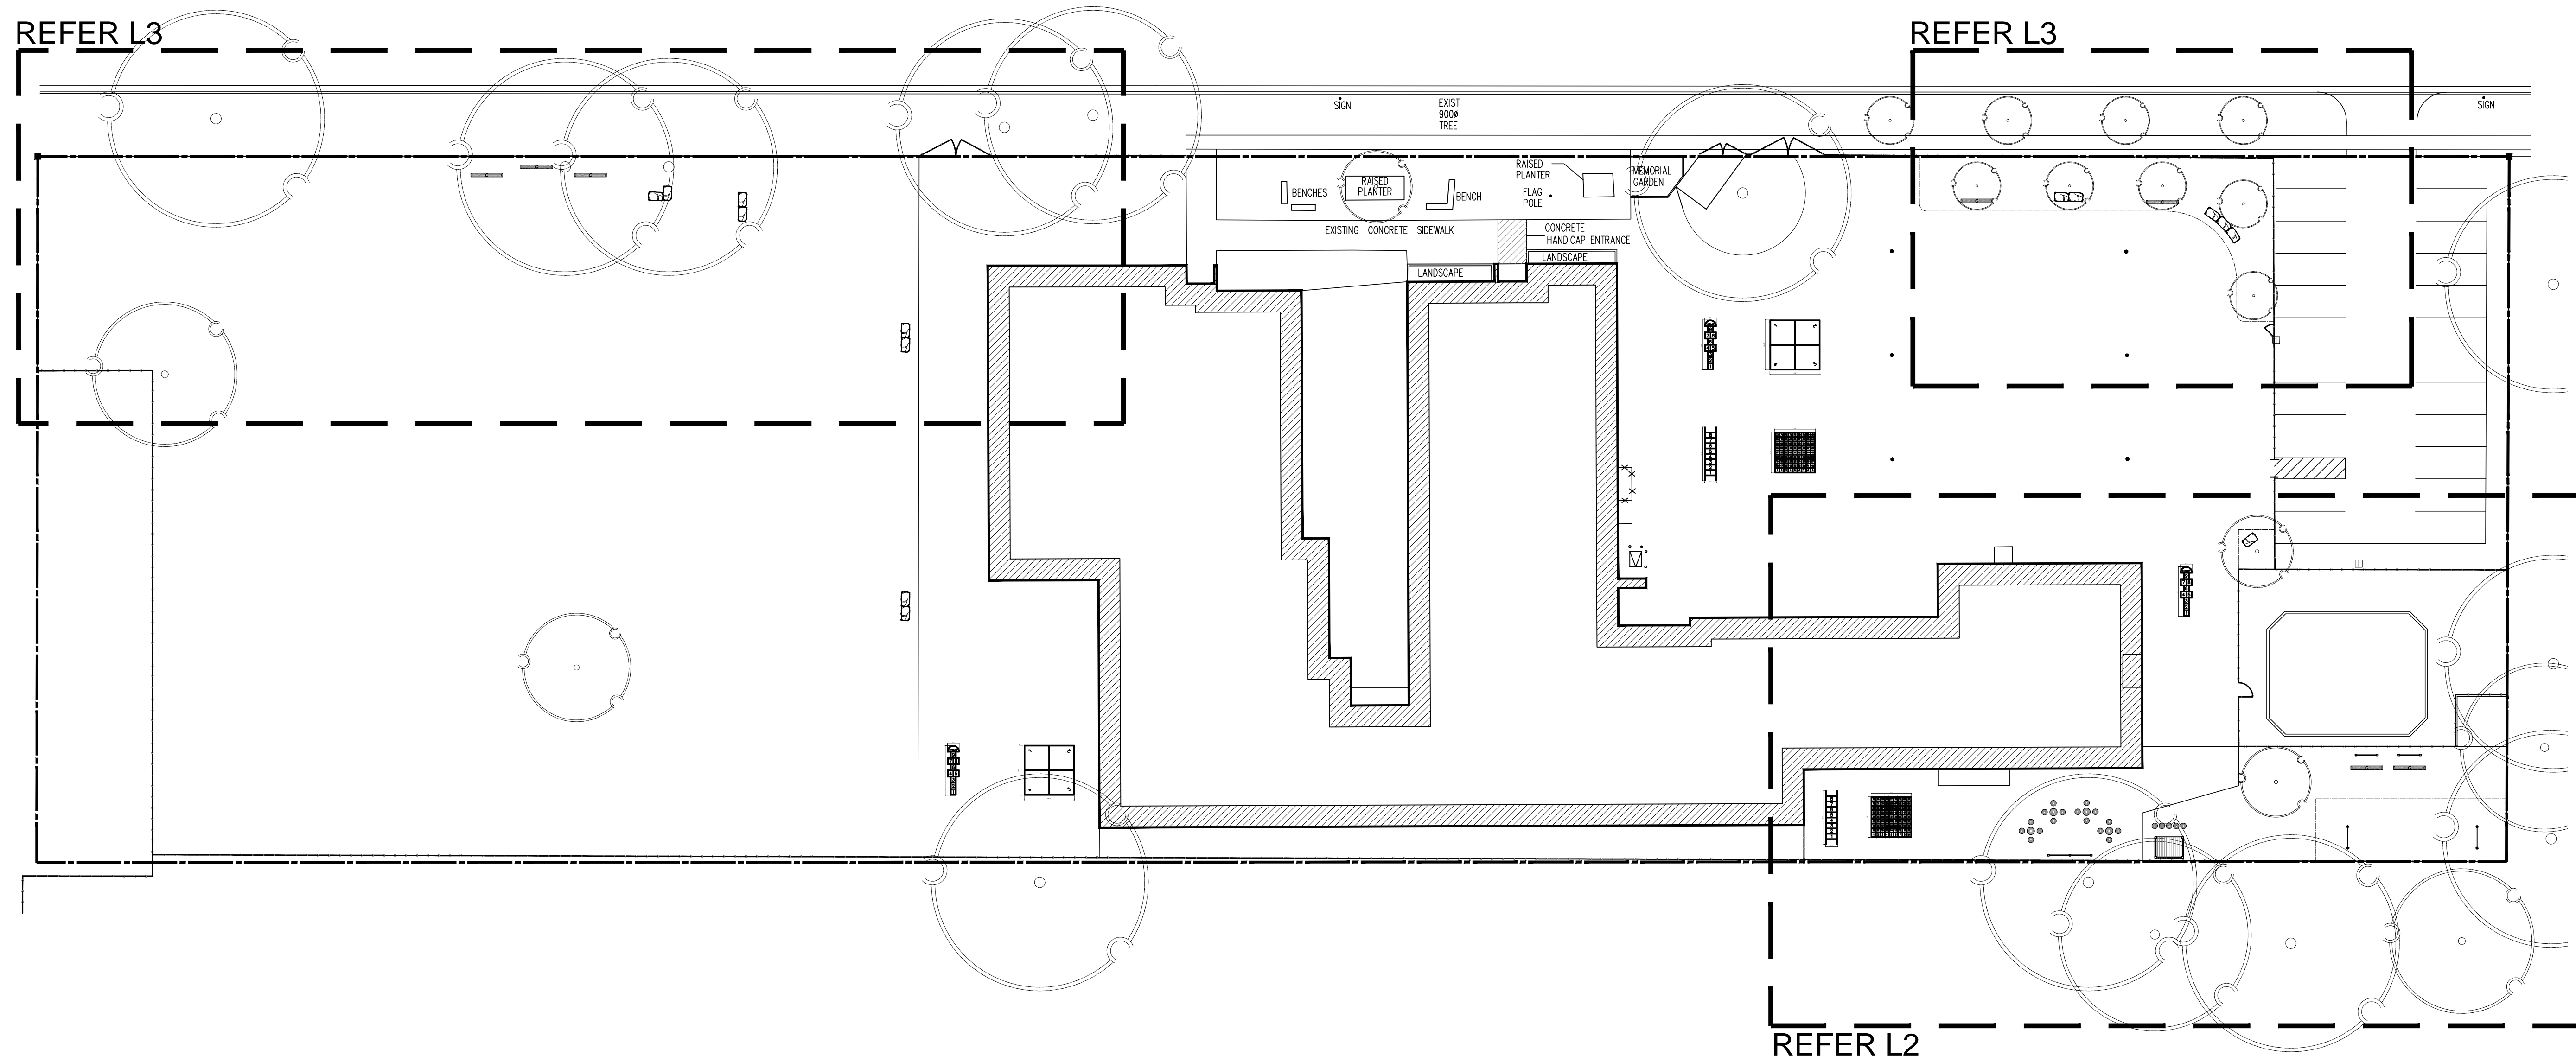 REFER L3
REFER L3
SIGN
EXIST
900ø
TREE
SIGN
RAISED
PLANTER
MEMORIAL
GARDEN
RAISED
PLANTER
BENCHES
BENCH
FLAG
POLE
EXISTING CONCRETE SIDEWALK
CONCRETE
HANDICAP ENTRANCE
LANDSCAPE
LANDSCAPE
REFER L2